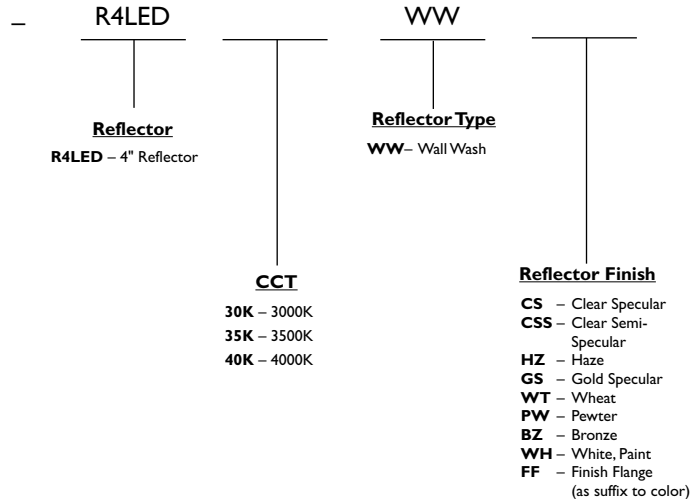 _ R4LED WW
Reflector
R4LED – 4" Reflector
Reflector Type
WW– Wall Wash
CCT
30K – 3000K
35K – 3500K
40K – 4000K
Reflector Finish
CS – Clear Specular
CSS – Clear Semi-
Specular
HZ – Haze
GS – Gold Specular
WT – Wheat
PW – Pewter
BZ – Bronze
WH – White, Paint
FF – Finish Flange
(as suffix to color)